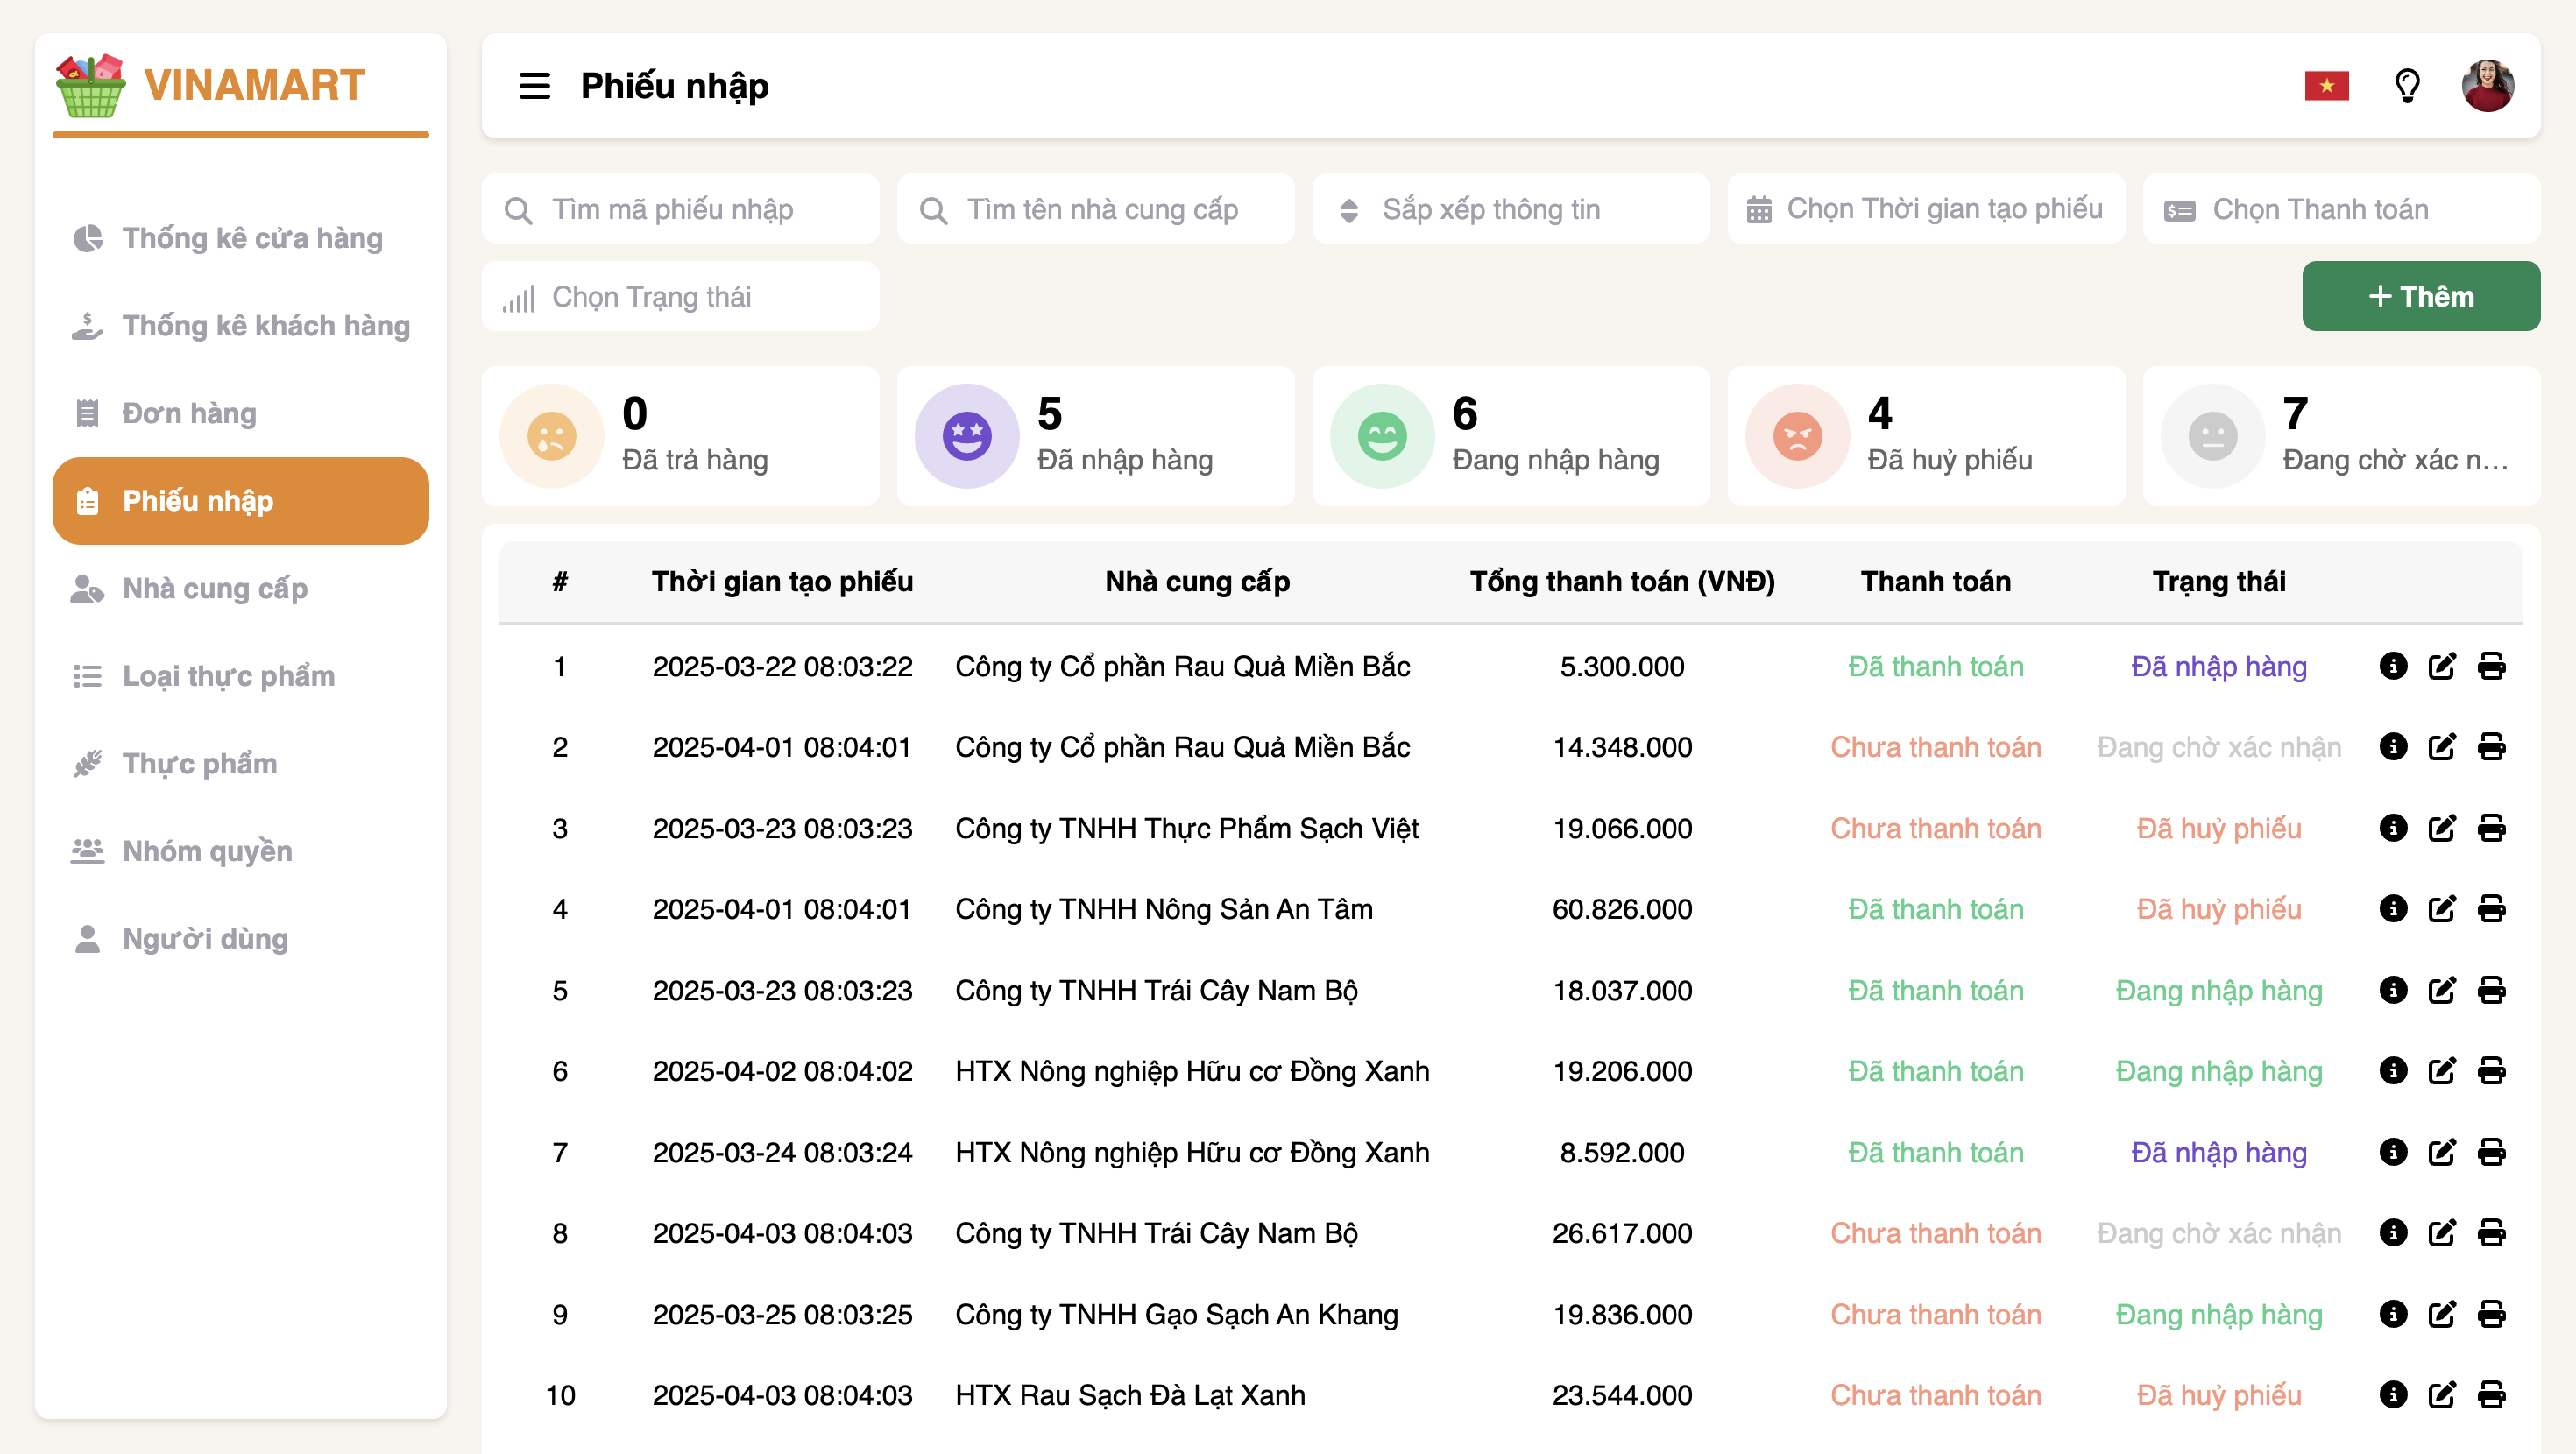 VINAMART
Thống kê cửa hàng
Thống kê khách hàng
Đơn hàng
Phiếu nhập
Nhà cung cấp
Loại thực phẩm
Thực phẩm
Nhóm quyền
Người dùng
Phiếu nhập
Tìm mã phiếu nhập
Tìm tên nhà cung cấp
Sắp xếp thông tin
Chọn Thời gian tạo phiếu
Chọn Thanh toán
Chọn Trạng thái
+ Thêm
0
Đã trả hàng
5
Đã nhập hàng
6
Đang nhập hàng
4
Đã huỷ phiếu
7
Đang chờ xác n...
# Thời gian tạo phiếu Nhà cung cấp Tổng thanh toán (VNĐ) Thanh toán Trạng thái
1 2025-03-22 08:03:22 Công ty Cổ phần Rau Quả Miền Bắc 5.300.000 Đã thanh toán Đã nhập hàng
2 2025-04-01 08:04:01 Công ty Cổ phần Rau Quả Miền Bắc 14.348.000 Chưa thanh toán Đang chờ xác nhận
3 2025-03-23 08:03:23 Công ty TNHH Thực Phẩm Sạch Việt 19.066.000 Chưa thanh toán Đã huỷ phiếu
4 2025-04-01 08:04:01 Công ty TNHH Nông Sản An Tâm 60.826.000 Đã thanh toán Đã huỷ phiếu
5 2025-03-23 08:03:23 Công ty TNHH Trái Cây Nam Bộ 18.037.000 Đã thanh toán Đang nhập hàng
6 2025-04-02 08:04:02 HTX Nông nghiệp Hữu cơ Đồng Xanh 19.206.000 Đã thanh toán Đang nhập hàng
7 2025-03-24 08:03:24 HTX Nông nghiệp Hữu cơ Đồng Xanh 8.592.000 Đã thanh toán Đã nhập hàng
8 2025-04-03 08:04:03 Công ty TNHH Trái Cây Nam Bộ 26.617.000 Chưa thanh toán Đang chờ xác nhận
9 2025-03-25 08:03:25 Công ty TNHH Gạo Sạch An Khang 19.836.000 Chưa thanh toán Đang nhập hàng
10 2025-04-03 08:04:03 HTX Rau Sạch Đà Lạt Xanh 23.544.000 Chưa thanh toán Đã huỷ phiếu